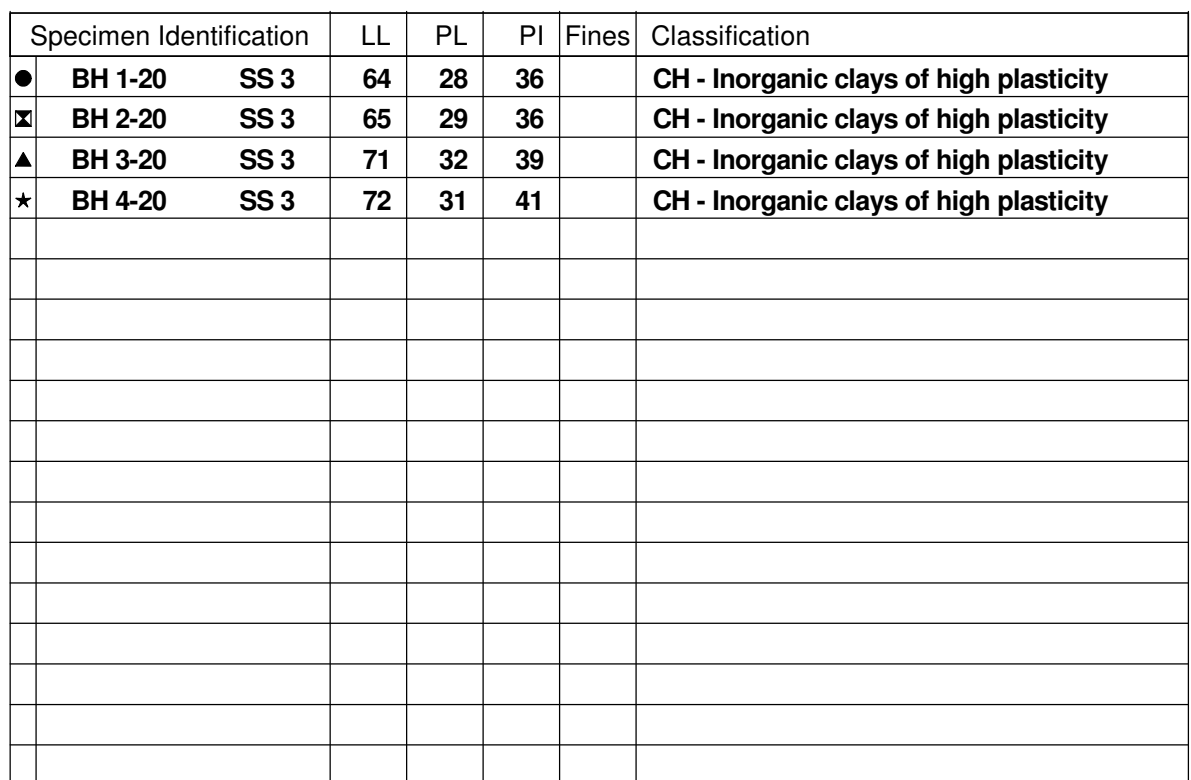 Specimen Identification LL PL PI Fines Classification
BH 1-20 SS 3 64 28 36 CH - Inorganic clays of high plasticity
BH 2-20 SS 3 65 29 36 CH - Inorganic clays of high plasticity
BH 3-20 SS 3 71 32 39 CH - Inorganic clays of high plasticity
BH 4-20 SS 3 72 31 41 CH - Inorganic clays of high plasticity